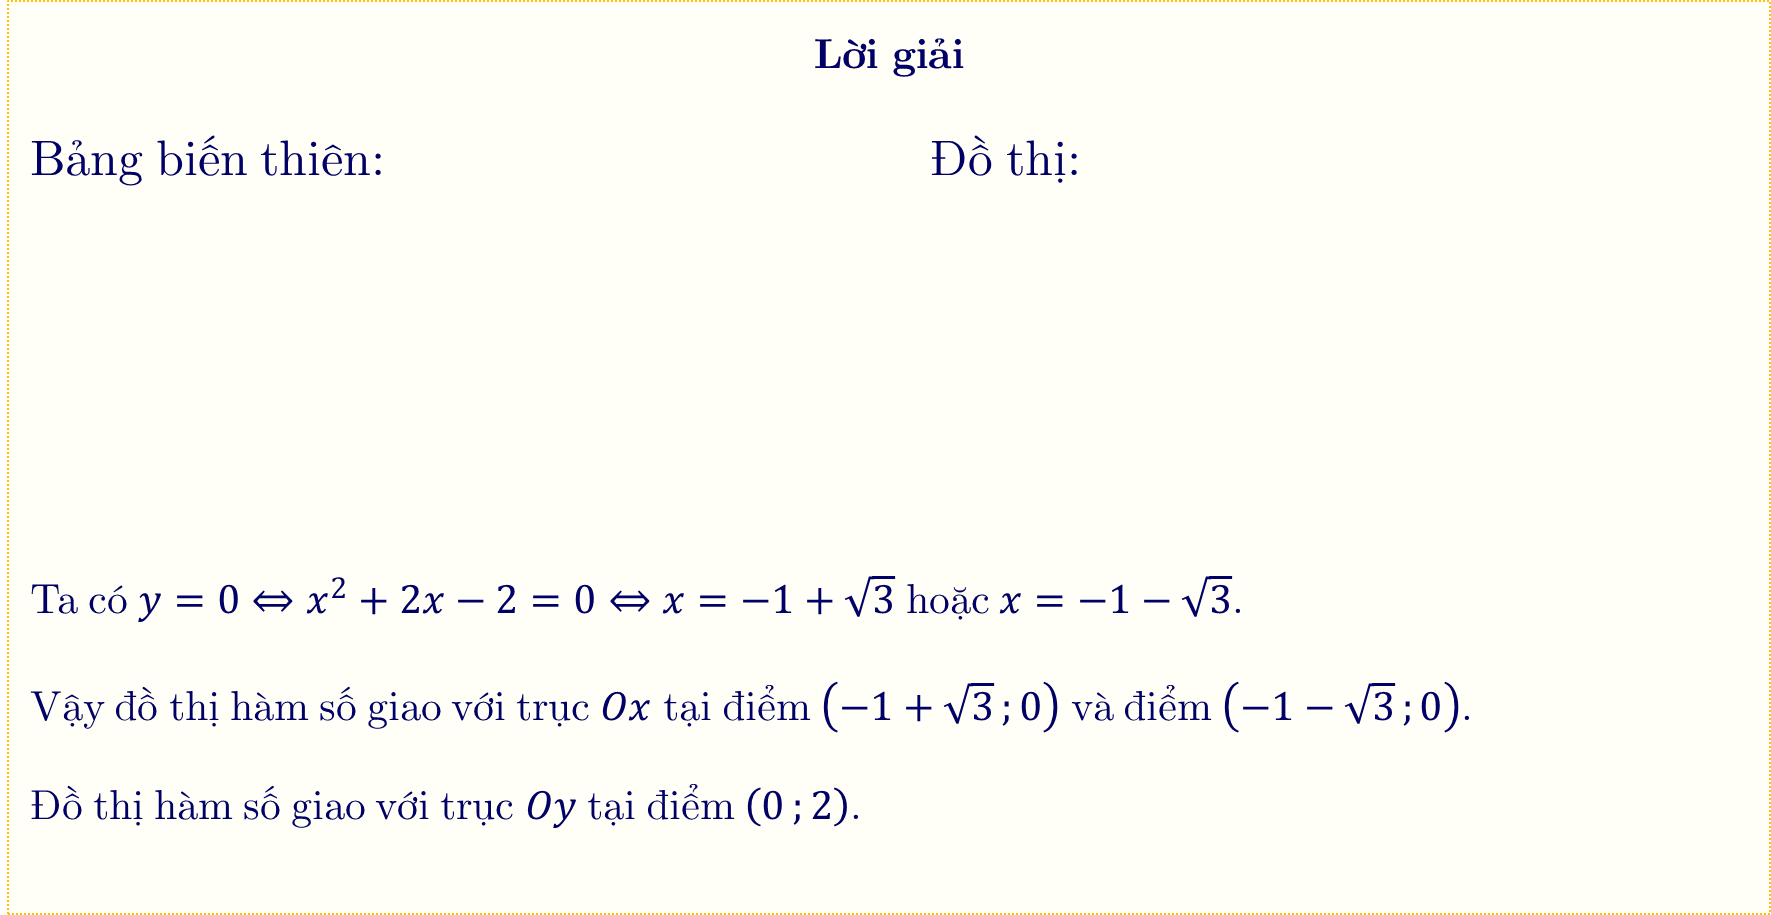 Lời giải
Bảng biến thiên: Đồ thị:
Ta có y = 0 ⇔ x² + 2x − 2 = 0 ⇔ x = −1 + √3 hoặc x = −1 − √3.
Vậy đồ thị hàm số giao với trục Ox tại điểm (−1 + √3 ; 0) và điểm (−1 − √3 ; 0).
Đồ thị hàm số giao với trục Oy tại điểm (0 ; 2).